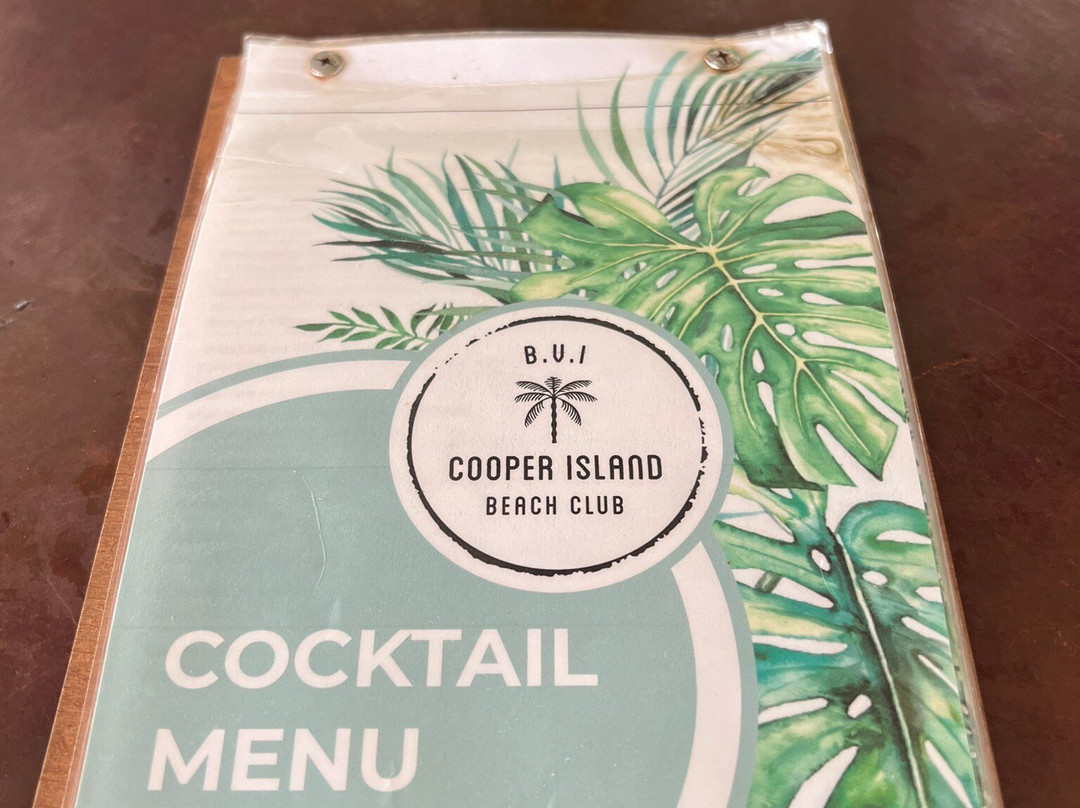 B.V.I
COOPER ISLAND
BEACH CLUB
COCKTAIL
MENU